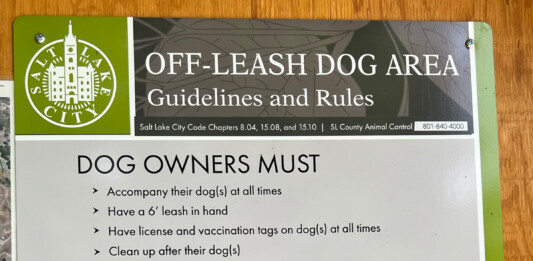 SALT LAKE CITY
OFF-LEASH DOG AREA
Guidelines and Rules
Salt Lake City Code Chapters 8.04, 15.08, and 15.10 | SL County Animal Control 801-840-4000
DOG OWNERS MUST
➤ Accompany their dog(s) at all times
➤ Have a 6’ leash in hand
➤ Have license and vaccination tags on dog(s) at all times
➤ Clean up after their dog(s)